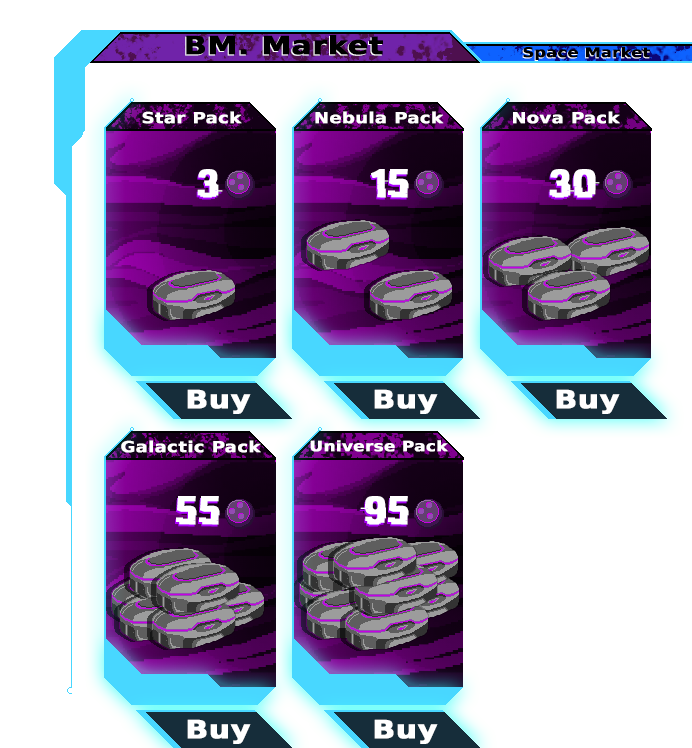 BM. Market
Space Market
Star Pack
Nebula Pack
Nova Pack
3
15
30
Buy
Buy
Buy
Galactic Pack
Universe Pack
55
95
Buy
Buy